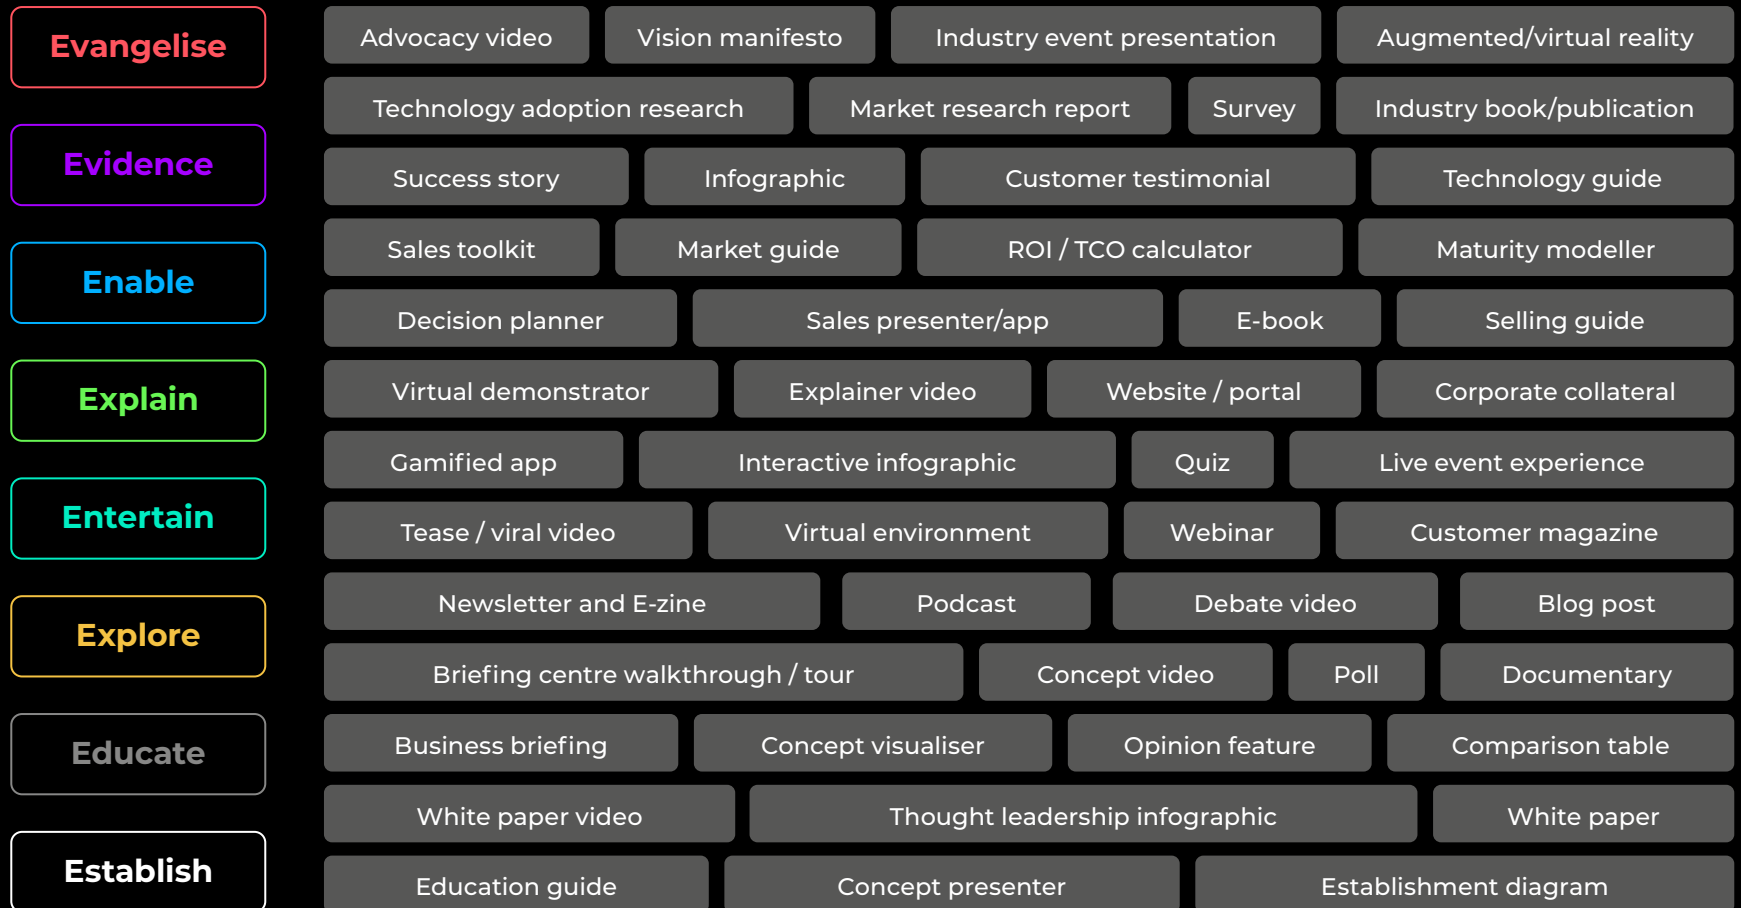 Evangelise
Evidence
Enable
Explain
Entertain
Explore
Educate
Establish
Advocacy video Vision manifesto Industry event presentation Augmented/virtual reality
Technology adoption research Market research report Survey Industry book/publication
Success story Infographic Customer testimonial Technology guide
Sales toolkit Market guide ROI / TCO calculator Maturity modeller
Decision planner Sales presenter/app E-book Selling guide
Virtual demonstrator Explainer video Website / portal Corporate collateral
Gamified app Interactive infographic Quiz Live event experience
Tease / viral video Virtual environment Webinar Customer magazine
Newsletter and E-zine Podcast Debate video Blog post
Briefing centre walkthrough / tour Concept video Poll Documentary
Business briefing Concept visualiser Opinion feature Comparison table
White paper video Thought leadership infographic White paper
Education guide Concept presenter Establishment diagram